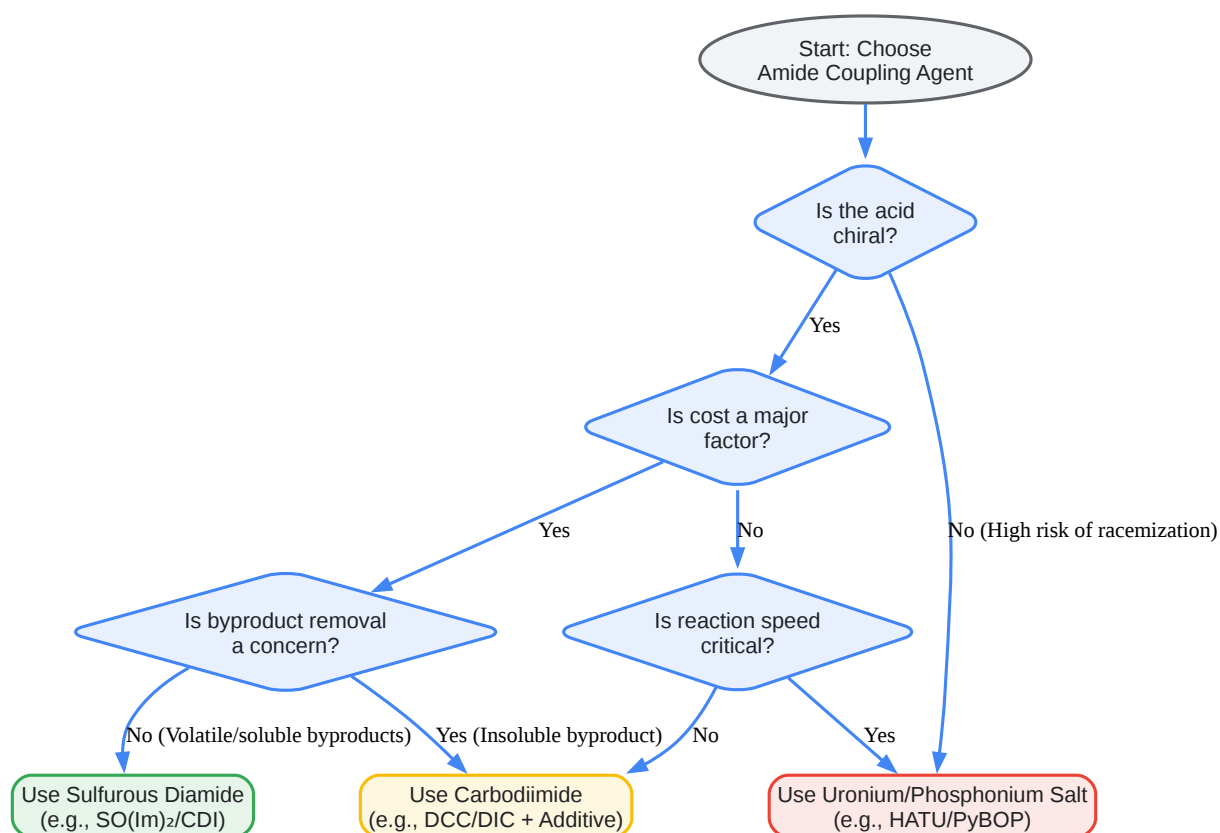 Start: Choose
Amide Coupling Agent
Is the acid
chiral?
Yes
Is cost a major
factor?
Yes
No
No (High risk of racemization)
Is byproduct removal
a concern?
Is reaction speed
critical?
No (Volatile/soluble byproducts)
Yes (Insoluble byproduct)
No
Yes
Use Sulfurous Diamide
(e.g., SO(Im)₂/CDI)
Use Carbodiimide
(e.g., DCC/DIC + Additive)
Use Uronium/Phosphonium Salt
(e.g., HATU/PyBOP)